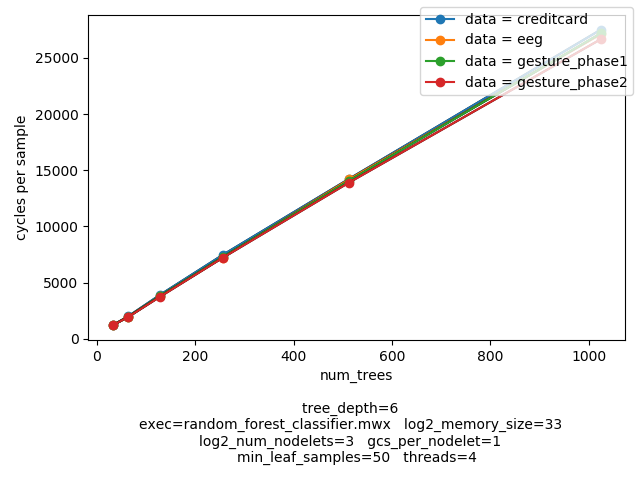 data = creditcard
data = eeg
data = gesture_phase1
data = gesture_phase2
cycles per sample
25000
20000
15000
10000
5000
0
0 200 400 600 800 1000
num_trees
tree_depth=6
exec=random_forest_classifier.mwx log2_memory_size=33
log2_num_nodelets=3 gcs_per_nodelet=1
min_leaf_samples=50 threads=4